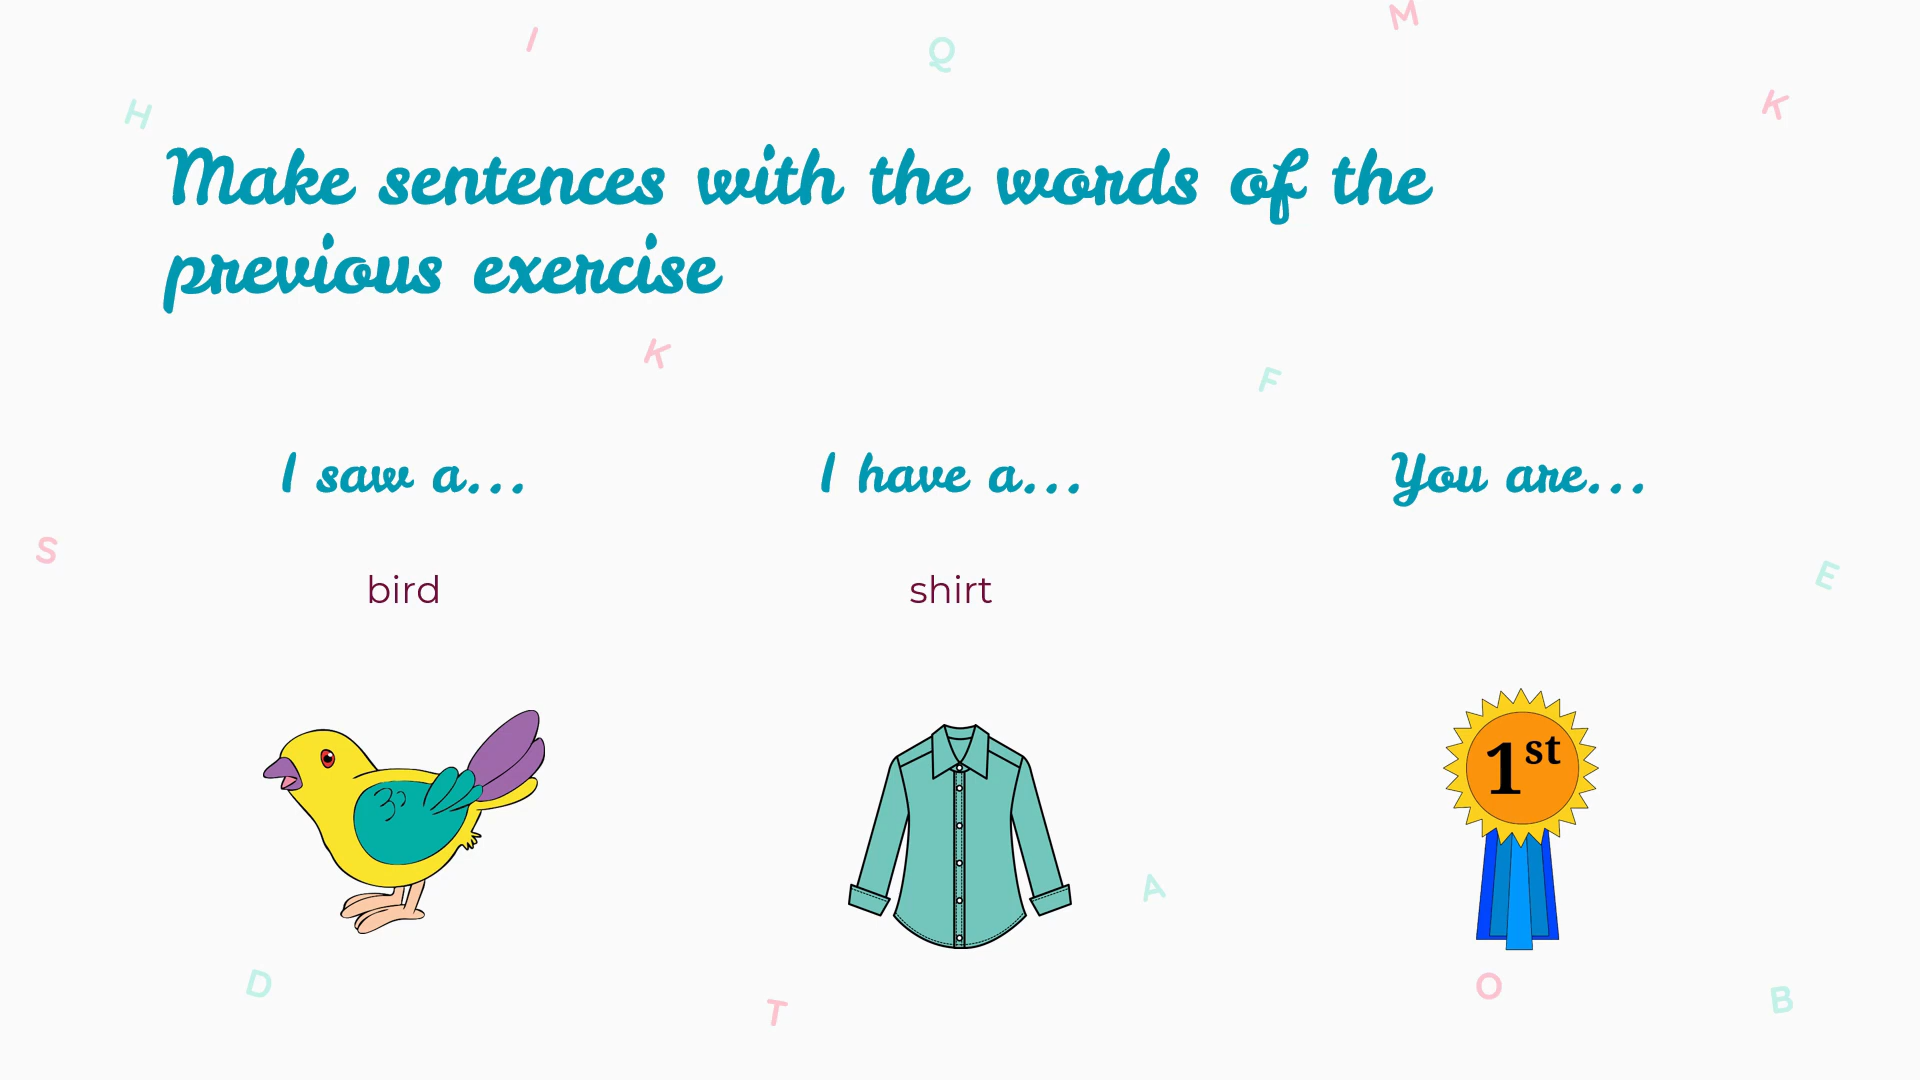 I
Q
M
H
K
Make sentences with the words of the
previous exercise
K
F
I saw a...
I have a...
You are...
S
E
bird
shirt
1st
A
D
T
O
B